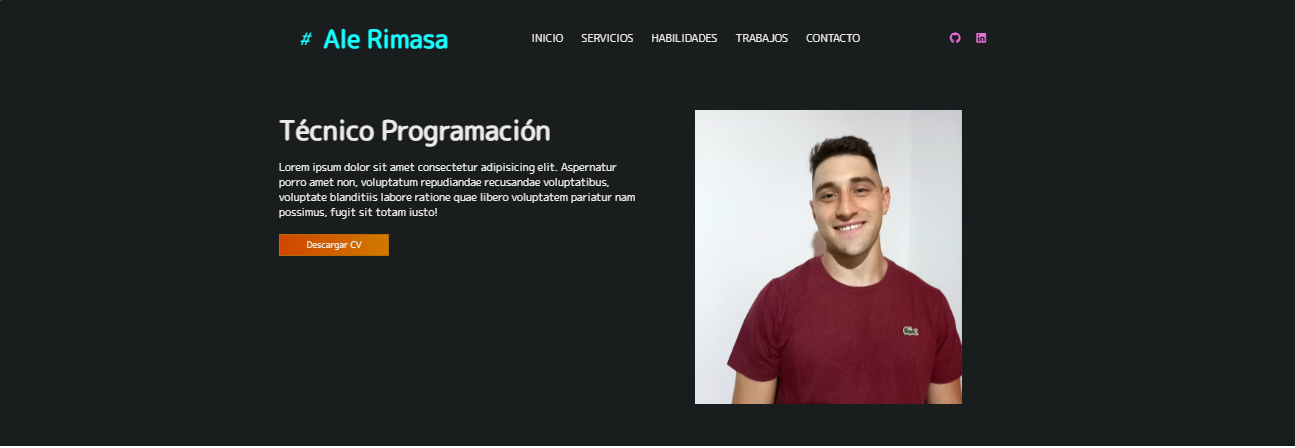 # Ale Rimasa
INICIO SERVICIOS HABILIDADES TRABAJOS CONTACTO
Técnico Programación
Lorem ipsum dolor sit amet consectetur adipisicing elit. Aspernatur
porro amet non, voluptatum repudiandae recusandae voluptatibus,
voluptate blanditiis labore ratione quae libero voluptatem pariatur nam
possimus, fugit sit totam iusto!
Descargar CV